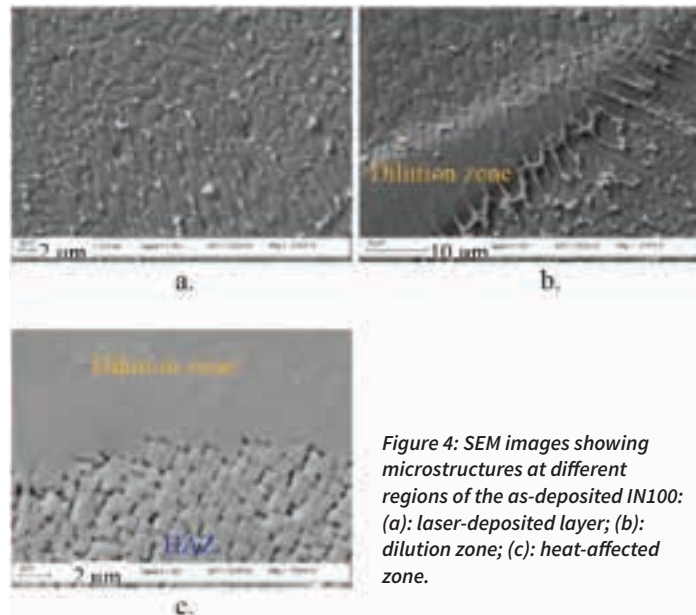 2 µm
Dilution zone
10 µm
a.
b.
Dilution zone
HAZ
2 µm
c.
Figure 4: SEM images showing
microstructures at different
regions of the as-deposited IN100:
(a): laser-deposited layer; (b):
dilution zone; (c): heat-affected
zone.